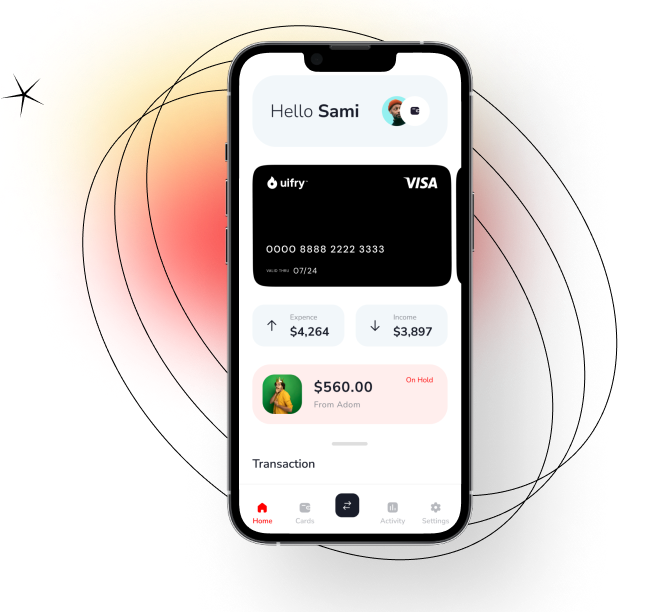 Hello Sami
uifry
VISA
0000 8888 2222 3333
VALID THRU 07/24
Expence
$4,264
Income
$3,897
$560.00
On Hold
From Adom
Transaction
Home
Cards
Activity
Settings